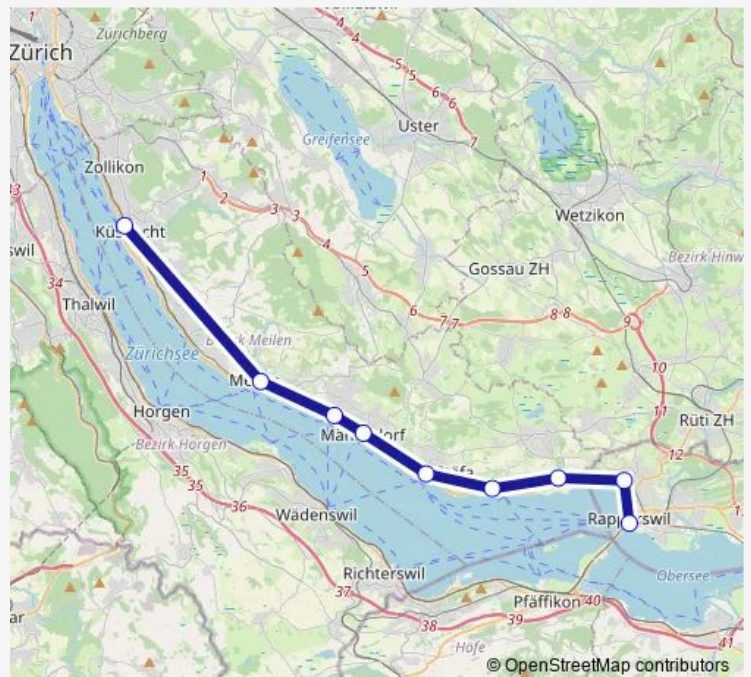 Zürich
Zürichberg
1
4
4
5
5
6
6
7
Greifensee
Uster
Zollikon
1
2
3
3
4
5
6
7
7
8
8
9
Wetzikon
Gossau ZH
Bezirk Hinw
swil
34
Thalwil
Zürichsee
Meilen
10
11
12
Rüti ZH
Horgen
Bezirk Horgen
35
35
36
Wädenswil
Richterswil
37
38
39
40
41
Pfäffikon
Höfe
Obersee
ar
© OpenStreetMap contributors